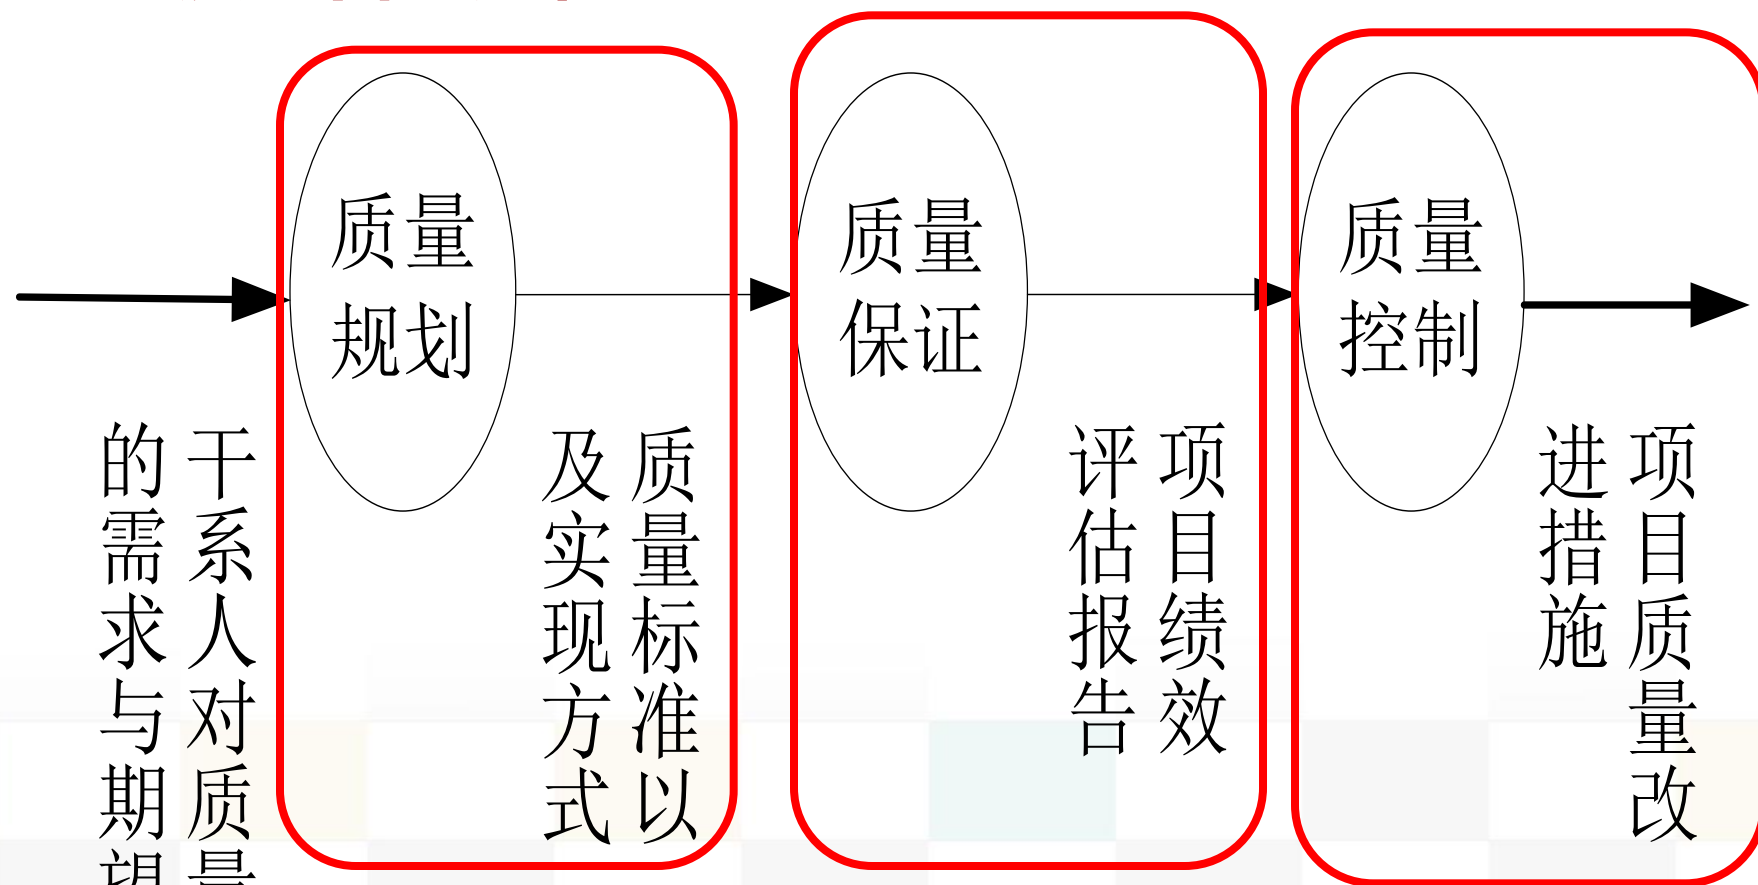 质量
规划
质量
保证
质量
控制
干系人对质量
的需求与期望
质量标准以
及实现方式
项目绩效
评估报告
项目质量改
进措施